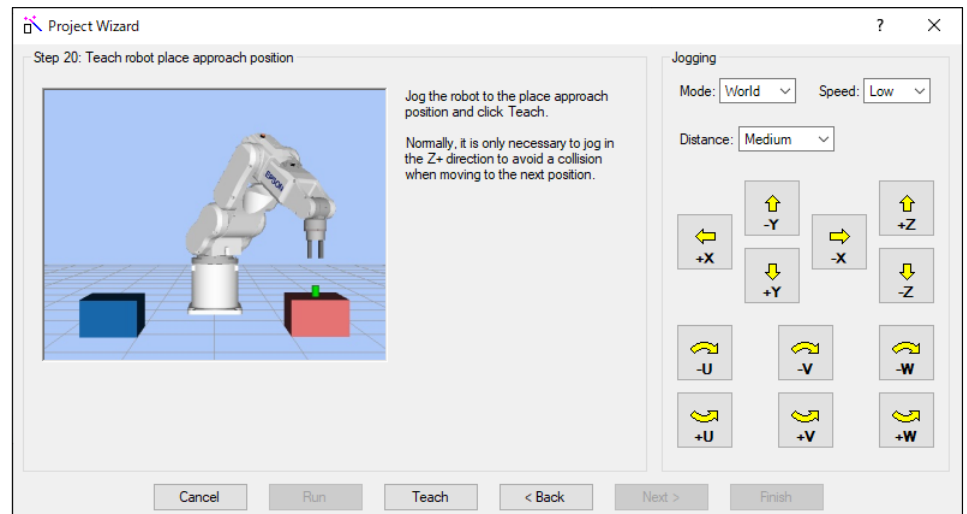 Project Wizard
?
Step 20: Teach robot place approach position
EPSON
Jog the robot to the place approach
position and click Teach.
Normally, it is only necessary to jog in
the Z+ direction to avoid a collision
when moving to the next position.
Jogging
Mode: World Speed: Low
Distance: Medium
-Y
+Z
+X
-X
+Y
-Z
-U -V -W
+U +V +W
Cancel Run Teach < Back Next > Finish